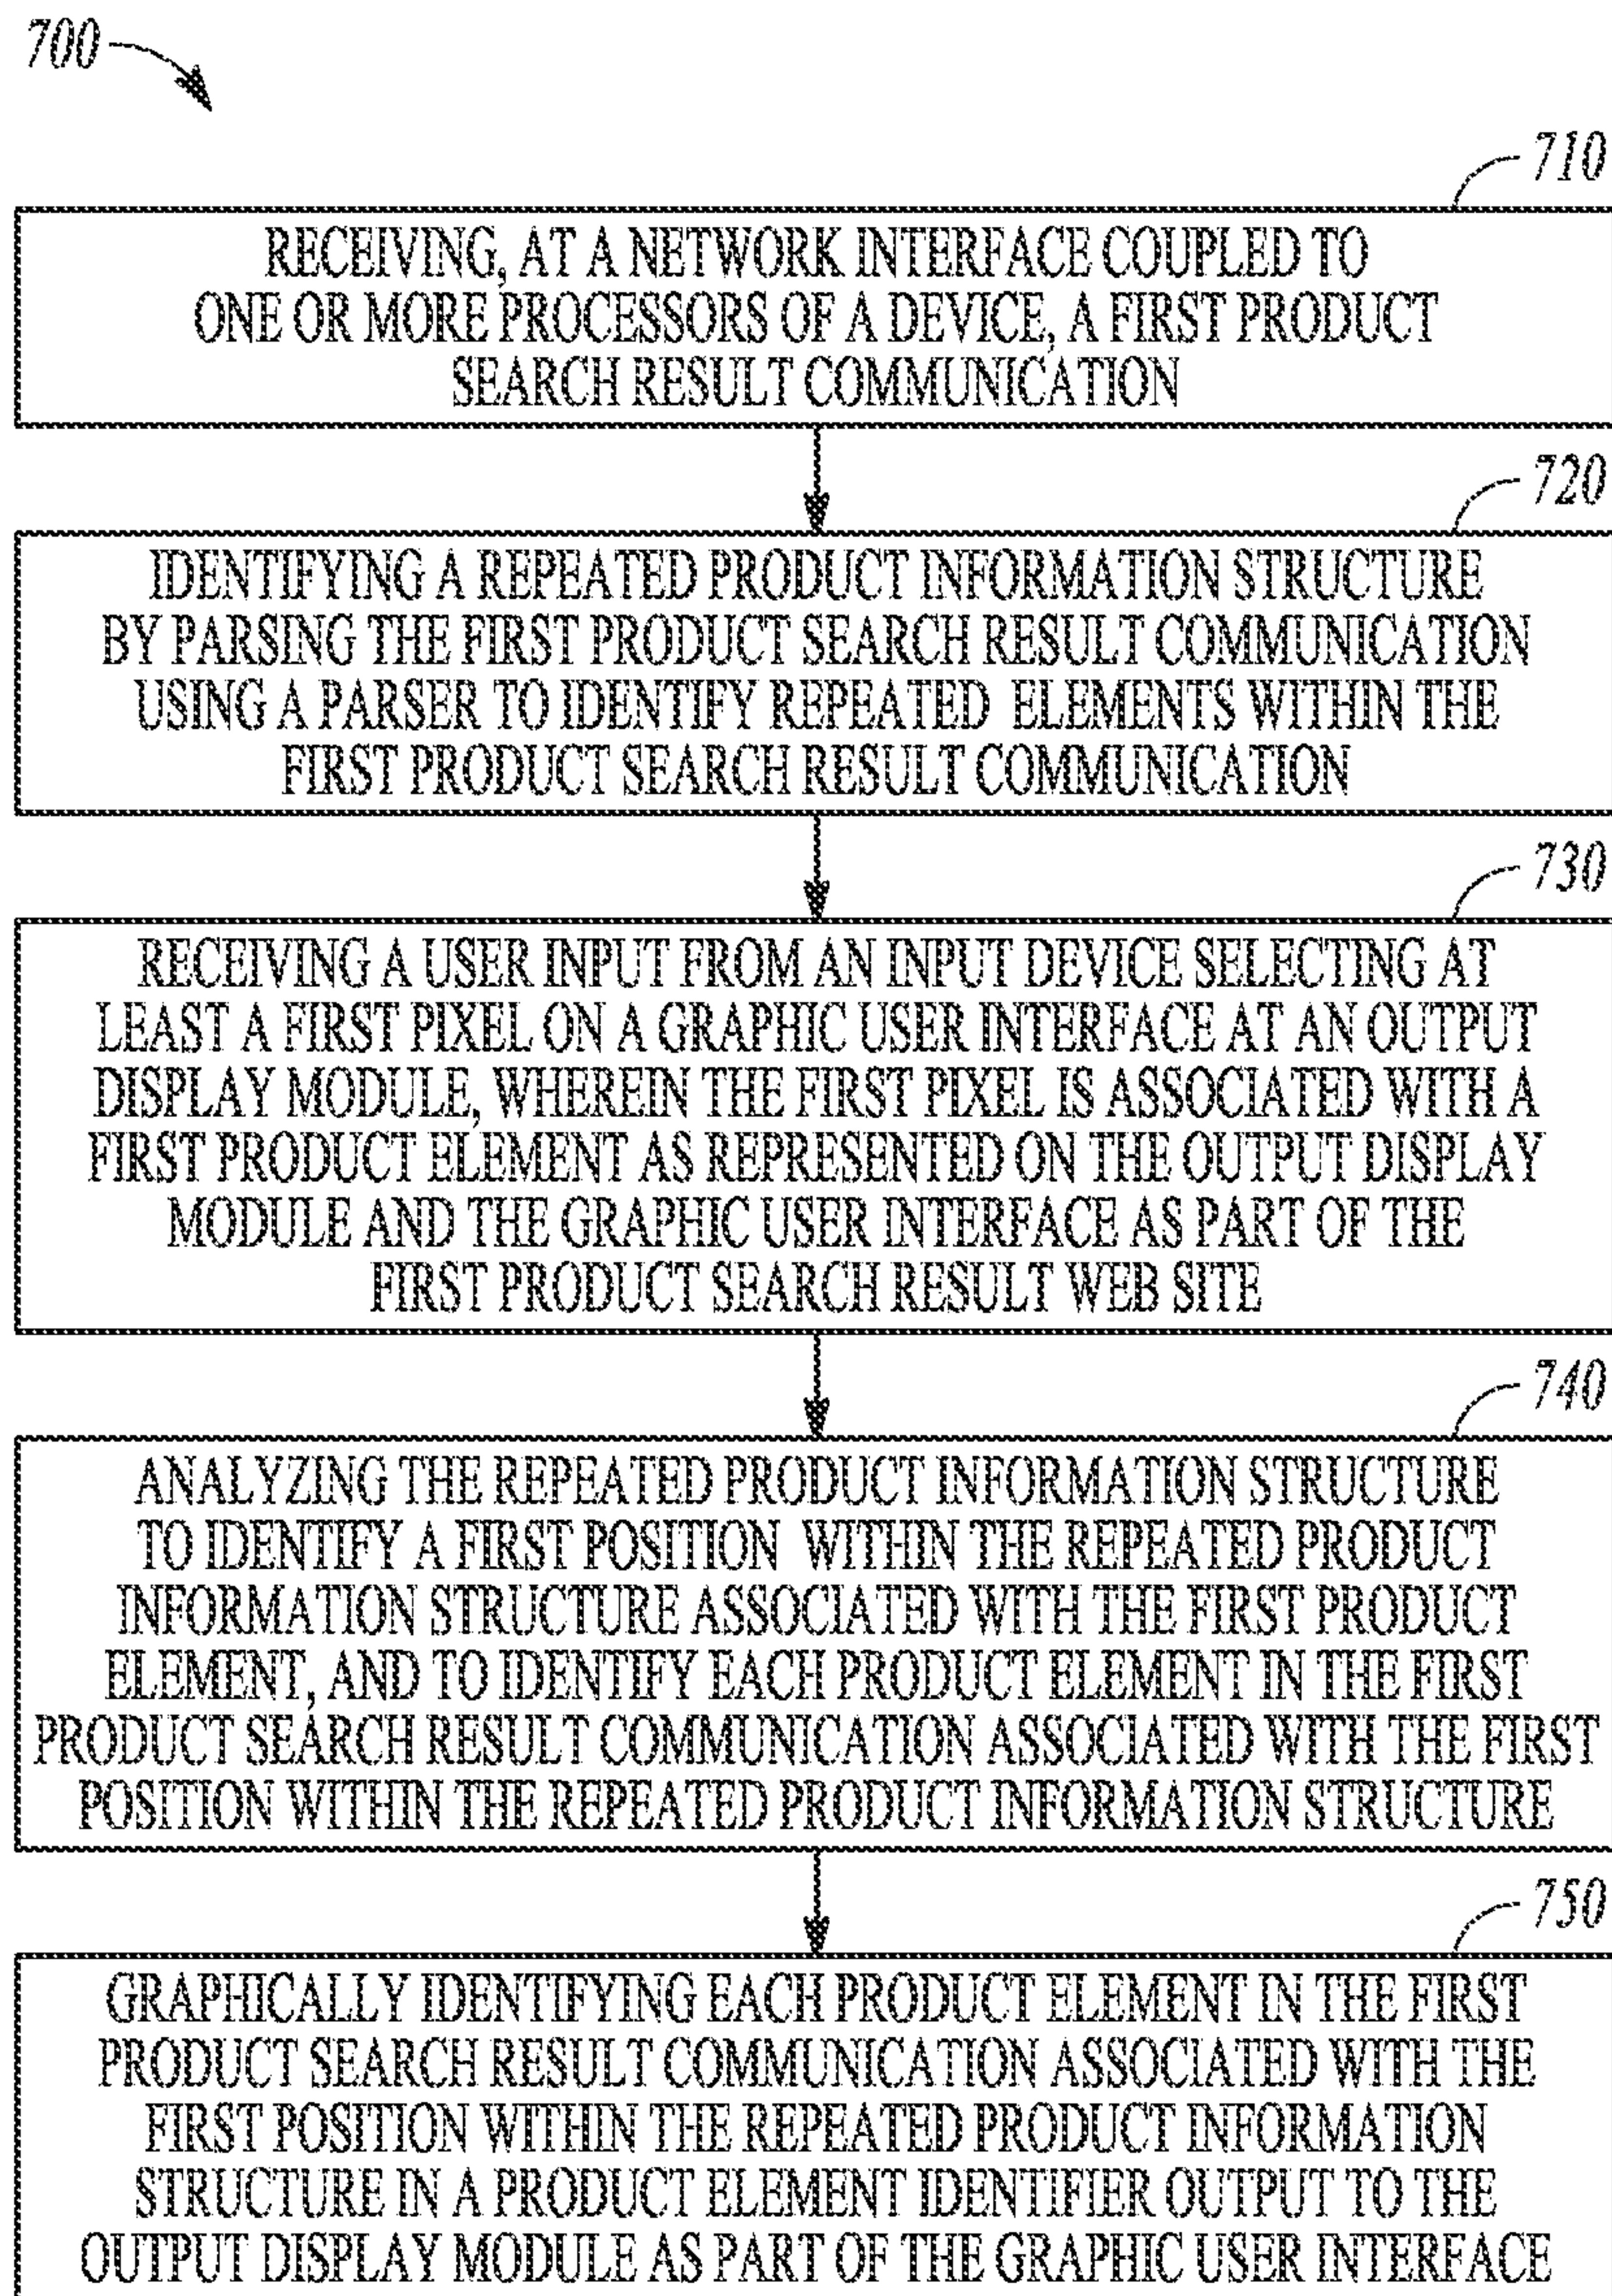 700
710
RECEIVING, AT A NETWORK INTERFACE COUPLED TO
ONE OR MORE PROCESSORS OF A DEVICE, A FIRST PRODUCT
SEARCH RESULT COMMUNICATION
720
IDENTIFYING A REPEATED PRODUCT INFORMATION STRUCTURE
BY PARSING THE FIRST PRODUCT SEARCH RESULT COMMUNICATION
USING A PARSER TO IDENTIFY REPEATED ELEMENTS WITHIN THE
FIRST PRODUCT SEARCH RESULT COMMUNICATION
730
RECEIVING A USER INPUT FROM AN INPUT DEVICE SELECTING AT
LEAST A FIRST PIXEL ON A GRAPHIC USER INTERFACE AT AN OUTPUT
DISPLAY MODULE, WHEREIN THE FIRST PIXEL IS ASSOCIATED WITH A
FIRST PRODUCT ELEMENT AS REPRESENTED ON THE OUTPUT DISPLAY
MODULE AND THE GRAPHIC USER INTERFACE AS PART OF THE
FIRST PRODUCT SEARCH RESULT WEB SITE
740
ANALYZING THE REPEATED PRODUCT INFORMATION STRUCTURE
TO IDENTIFY A FIRST POSITION WITHIN THE REPEATED PRODUCT
INFORMATION STRUCTURE ASSOCIATED WITH THE FIRST PRODUCT
ELEMENT, AND TO IDENTIFY EACH PRODUCT ELEMENT IN THE FIRST
PRODUCT SEARCH RESULT COMMUNICATION ASSOCIATED WITH THE FIRST
POSITION WITHIN THE REPEATED PRODUCT INFORMATION STRUCTURE
750
GRAPHICALLY IDENTIFYING EACH PRODUCT ELEMENT IN THE FIRST
PRODUCT SEARCH RESULT COMMUNICATION ASSOCIATED WITH THE
FIRST POSITION WITHIN THE REPEATED PRODUCT INFORMATION
STRUCTURE IN A PRODUCT ELEMENT IDENTIFIER OUTPUT TO THE
OUTPUT DISPLAY MODULE AS PART OF THE GRAPHIC USER INTERFACE